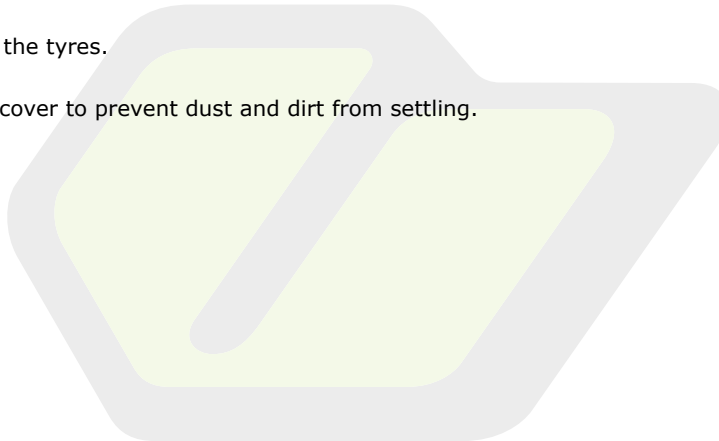 the tyres.
cover to prevent dust and dirt from settling.